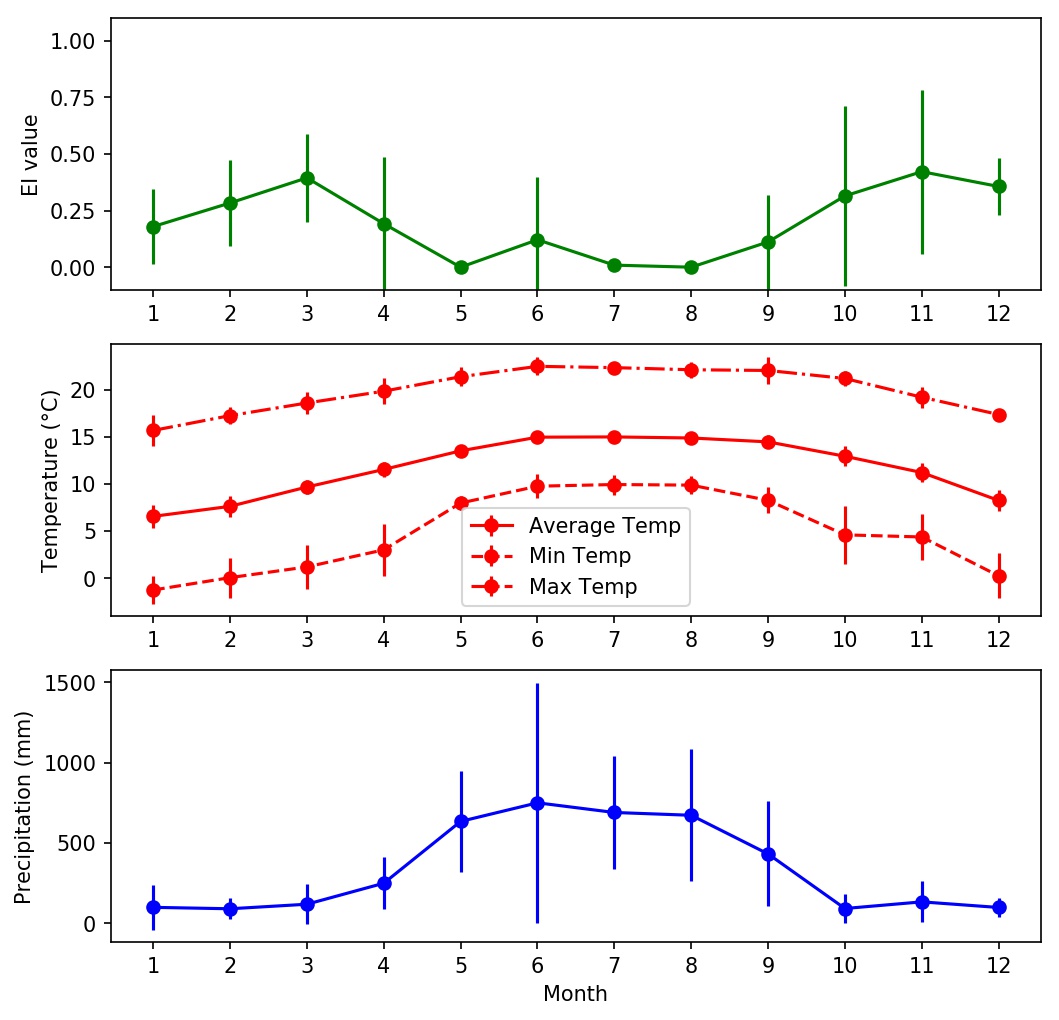 EI value
1.00
0.75
0.50
0.25
0.00
1 2 3 4 5 6 7 8 9 10 11 12
Temperature (°C)
20
15
10
5
0
Average Temp
Min Temp
Max Temp
1 2 3 4 5 6 7 8 9 10 11 12
Precipitation (mm)
1500
1000
500
0
1 2 3 4 5 6 7 8 9 10 11 12
Month